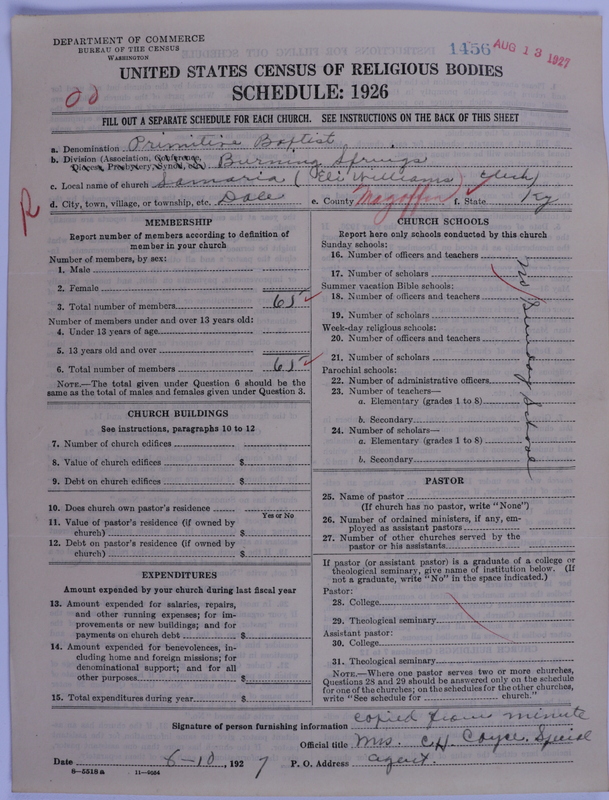 DEPARTMENT OF COMMERCE
BUREAU OF THE CENSUS
WASHINGTON
1456 AUG 13 1927
UNITED STATES CENSUS OF RELIGIOUS BODIES
SCHEDULE: 1926
FILL OUT A SEPARATE SCHEDULE FOR EACH CHURCH. SEE INSTRUCTIONS ON THE BACK OF THIS SHEET
a. Denomination Primitive Baptist
b. Division (Association, Conference, Diocese, Presbytery, Synod, etc.) Burning Springs
c. Local name of church Samaria (Eli Williams Clerk)
d. City, town, village, or township, etc. Dale e. County Magoffin f. State Ky
R
MEMBERSHIP
Report number of members according to definition of
member in your church
Number of members, by sex:
1. Male
2. Female
3. Total number of members 65
Number of members under and over 13 years old:
4. Under 13 years of age
5. 13 years old and over
6. Total number of members 65
NOTE.—The total given under Question 6 should be the
same as the total of males and females given under Question 3.
CHURCH BUILDINGS
See instructions, paragraphs 10 to 12
7. Number of church edifices
8. Value of church edifices $
9. Debt on church edifices $
10. Does church own pastor's residence
Yes or No
11. Value of pastor's residence (if owned by
church) $
12. Debt on pastor's residence (if owned by
church) $
EXPENDITURES
Amount expended by your church during last fiscal year
13. Amount expended for salaries, repairs,
and other running expenses; for im-
provements or new buildings; and for
payments on church debt $
14. Amount expended for benevolences, in-
cluding home and foreign missions; for
denominational support; and for all
other purposes $
15. Total expenditures during year $
CHURCH SCHOOLS
Report here only schools conducted by this church
Sunday schools:
16. Number of officers and teachers
17. Number of scholars
Summer vacation Bible schools:
18. Number of officers and teachers
19. Number of scholars
Week-day religious schools:
20. Number of officers and teachers
21. Number of scholars
Parochial schools:
22. Number of administrative officers
23. Number of teachers—
a. Elementary (grades 1 to 8)
b. Secondary
24. Number of scholars—
a. Elementary (grades 1 to 8)
b. Secondary
No Sunday School
PASTOR
25. Name of pastor
(If church has no pastor, write "None")
26. Number of ordained ministers, if any, em-
ployed as assistant pastors
27. Number of other churches served by the
pastor or his assistants
If pastor (or assistant pastor) is a graduate of a college or
theological seminary, give name of institution below. (If
not a graduate, write "No" in the space indicated.)
Pastor:
28. College
29. Theological seminary
Assistant pastor:
30. College
31. Theological seminary
NOTE.—Where one pastor serves two or more churches,
Questions 28 and 29 should be answered only on the schedule
for one of the churches; on the schedules for the other churches,
write "See schedule for church."
Signature of person furnishing information copied from minute
Official title Mrs. C.H. Cayce. Special
Date 6-10, 1927 P. O. Address agent.
8-5518a 11-9054